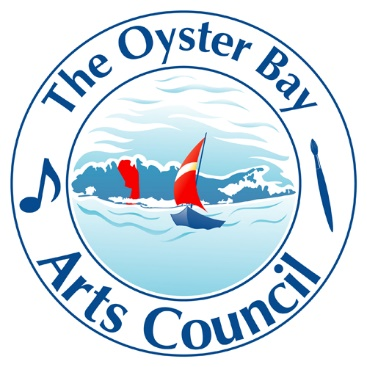 The Oyster Bay
Arts Council